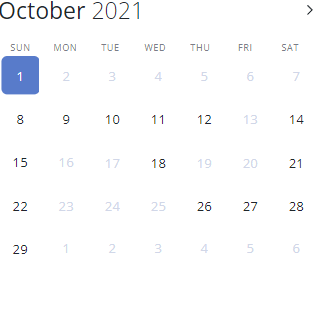 October 2021
SUN MON TUE WED THU FRI SAT
1 2 3 4 5 6 7
8 9 10 11 12 13 14
15 16 17 18 19 20 21
22 23 24 25 26 27 28
29 1 2 3 4 5 6